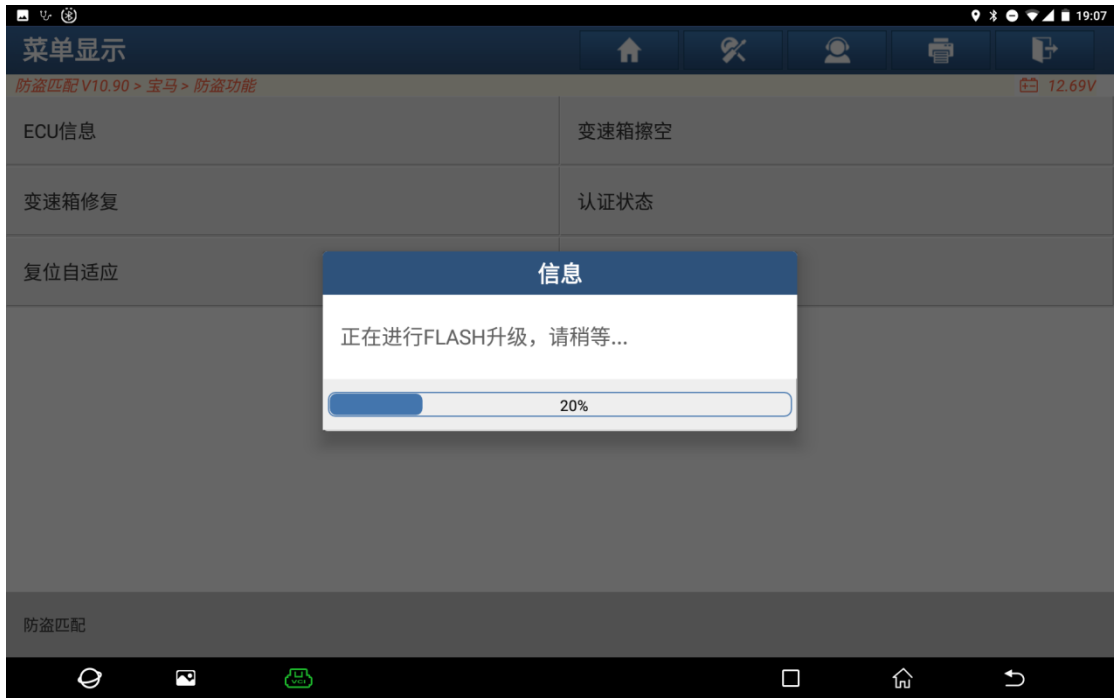 19:07
菜单显示
防盗匹配 V10.90 > 宝马 > 防盗功能
12.69V
ECU信息
变速箱擦空
变速箱修复
认证状态
复位自适应
信息
正在进行FLASH升级，请稍等...
20%
防盗匹配
VCI